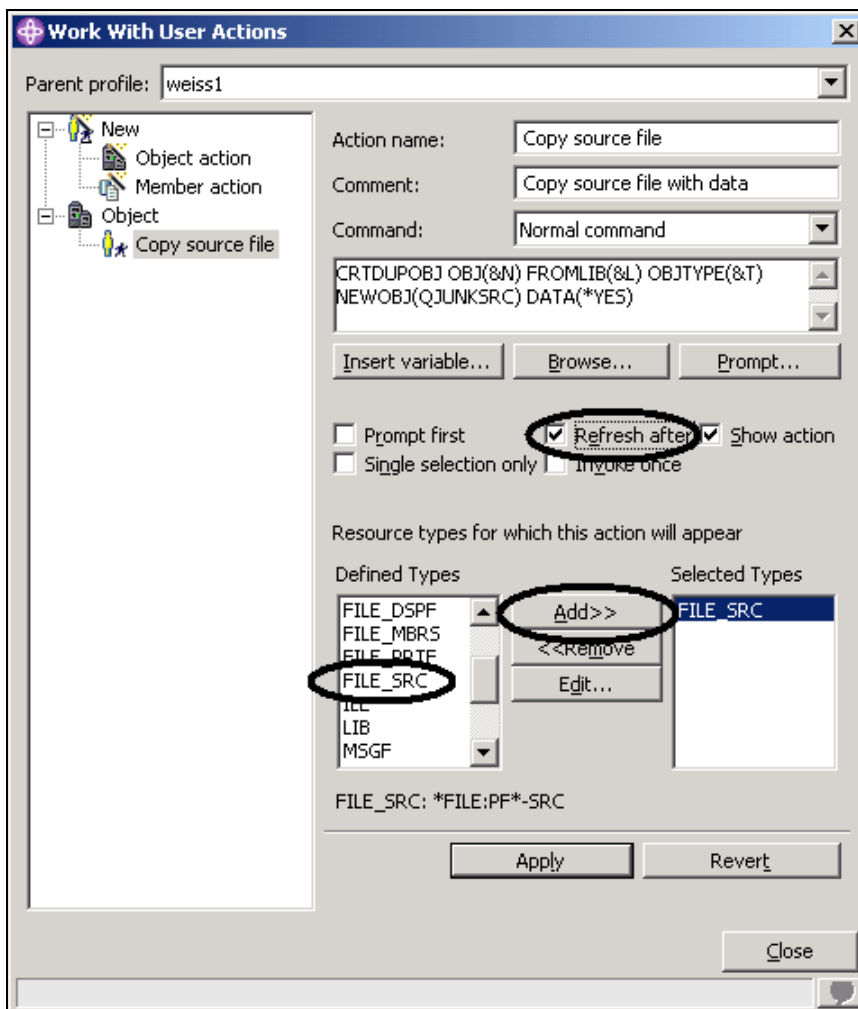 Work With User Actions
Parent profile: weiss1
New
Object action
Member action
Object
Copy source file
Action name: Copy source file
Comment: Copy source file with data
Command: Normal command
CRTDUPOBJ OBJ(&N) FROMLIB(&L) OBJTYPE(&T)
NEWOBJ(QJUNKSRC) DATA(*YES)
Insert variable... Browse... Prompt...
Prompt first Refresh after Show action
Single selection only Invoke once
Resource types for which this action will appear
Defined Types Selected Types
FILE_DSPF
FILE_MBRS
FILE_PRTF
FILE_SRC
ILE
LIB
MSGF
Add>>
<<Remove
Edit...
FILE_SRC
FILE_SRC: *FILE:PF*-SRC
Apply Revert
Close